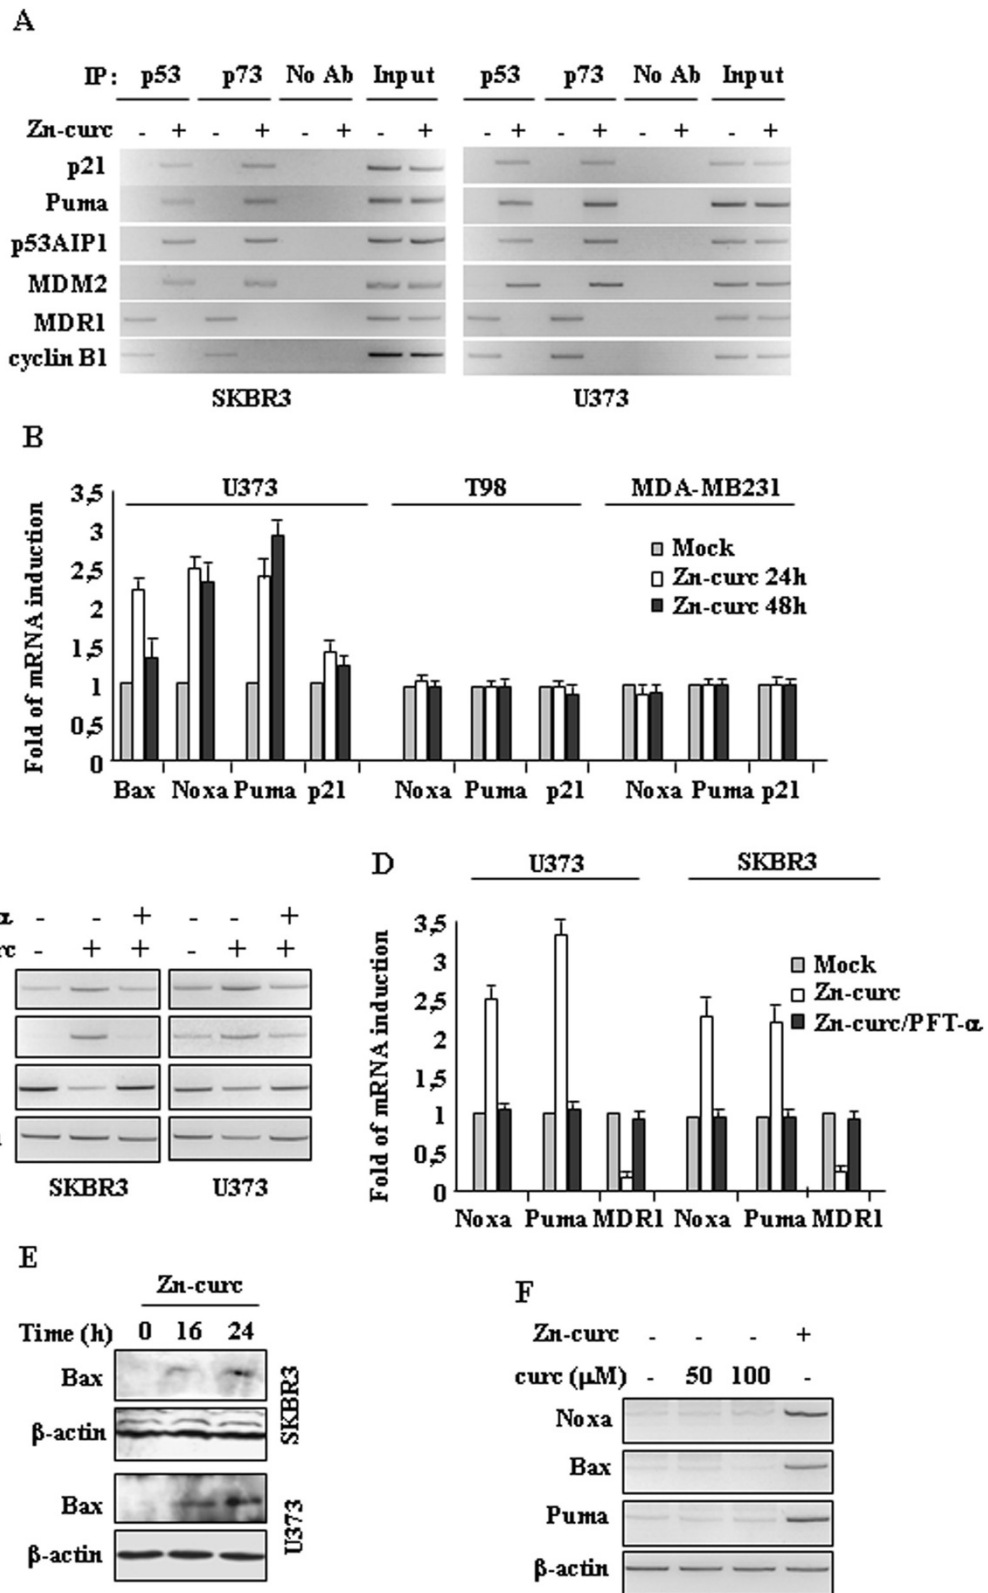 A
IP: p53 p73 No Ab Input p53 p73 No Ab Input
Zn-curc - + - + - + - + - + - + - + - +
p21
Puma
p53AIP1
MDM2
MDR1
cyclin B1
SKBR3 U373
B
U373 T98 MDA-MB231
Fold of mRNA induction
3,5
3
2,5
2
1,5
1
0,5
0
Mock
Zn-curc 24h
Zn-curc 48h
Bax Noxa Puma p21 Noxa Puma p21 Noxa Puma p21
α - - + - - +
rc - + + - + +
SKBR3 U373
D
U373 SKBR3
Fold of mRNA induction
3,5
3
2,5
2
1,5
1
0,5
0
Mock
Zn-curc
Zn-curc/PFT-α
Noxa Puma MDR1 Noxa Puma MDR1
E
Zn-curc
Time (h) 0 16 24
Bax
β-actin
SKBR3
Bax
β-actin
U373
F
Zn-curc - - - +
curc (μM) - 50 100 -
Noxa
Bax
Puma
β-actin